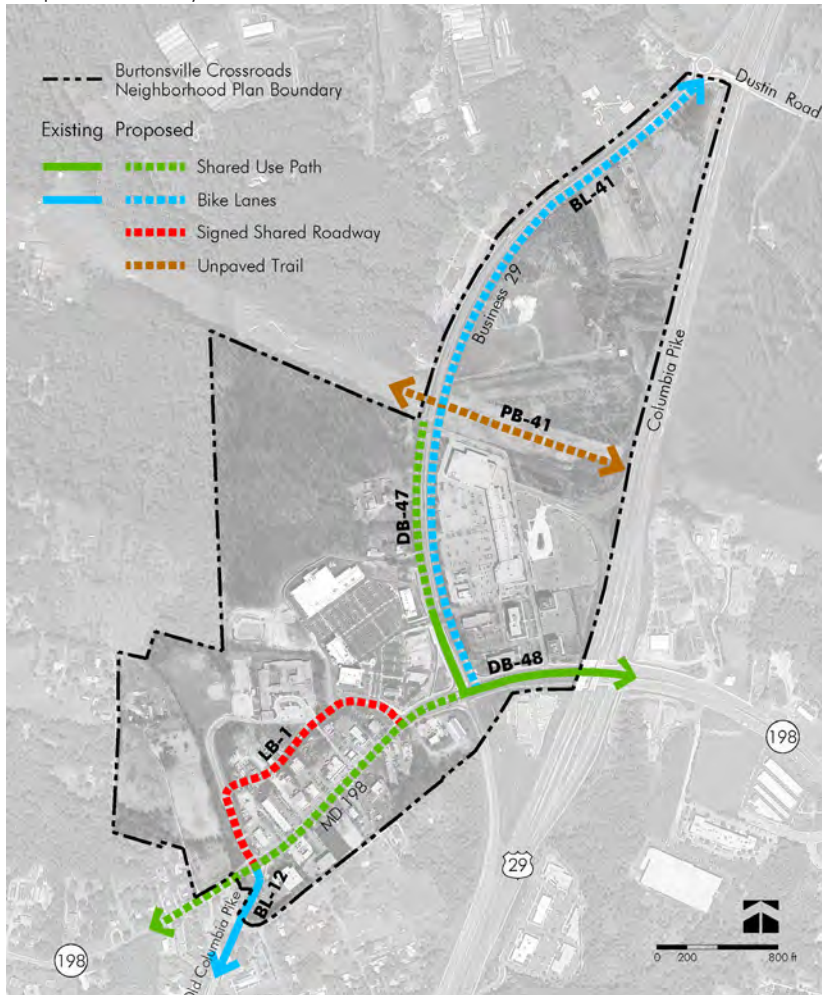 Burtonsville Crossroads
Neighborhood Plan Boundary
Existing Proposed
Shared Use Path
Bike Lanes
Signed Shared Roadway
Unpaved Trail
Dustin Road
BL-41
Business 29
Columbia Pike
PB-41
DB-47
DB-48
198
LB-1
MD 198
29
BL-12
Old Columbia Pike
198
0 200 800 ft